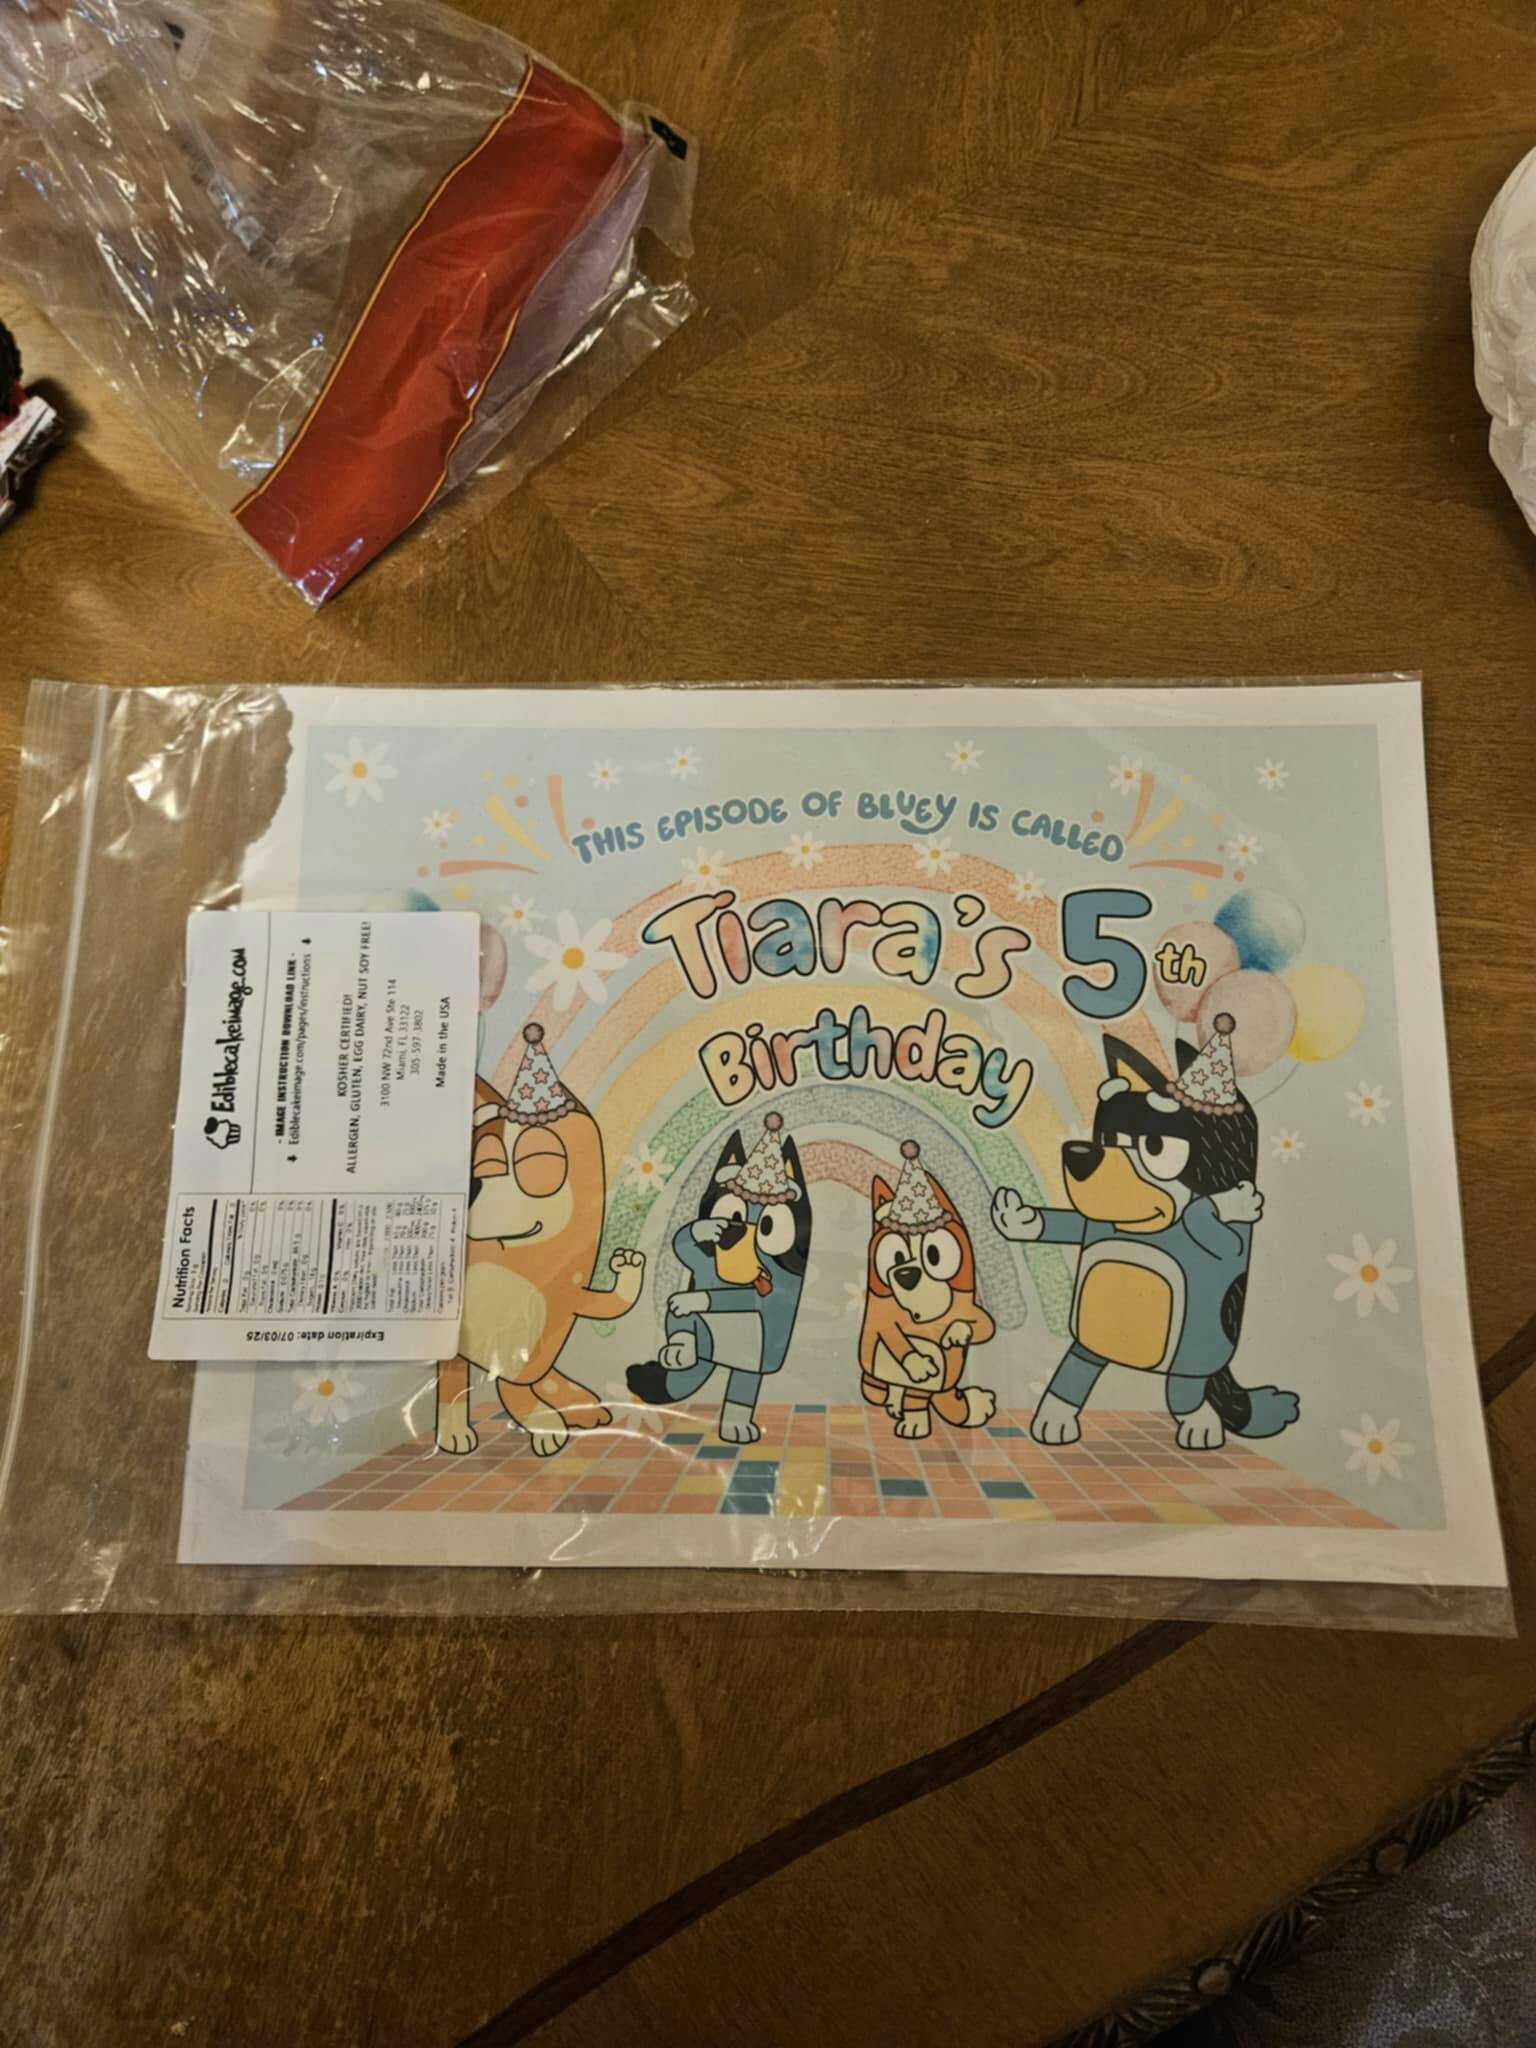 THIS EPISODE OF BLUEY IS CALLED
Tiara's 5th
Birthday
Ediblecakeimage.com
- IMAGE INSTRUCTION DOWNLOAD LINK -
Ediblecakeimage.com/pages/instructions
KOSHER CERTIFIED!
ALLERGEN, GLUTEN, EGG DAIRY, NUT SOY FREE!
3100 NW 72nd Ave Ste 114
Miami, FL 33122
305-597-3802
Made in the USA
Nutrition Facts
Expiration date: 07/03/25